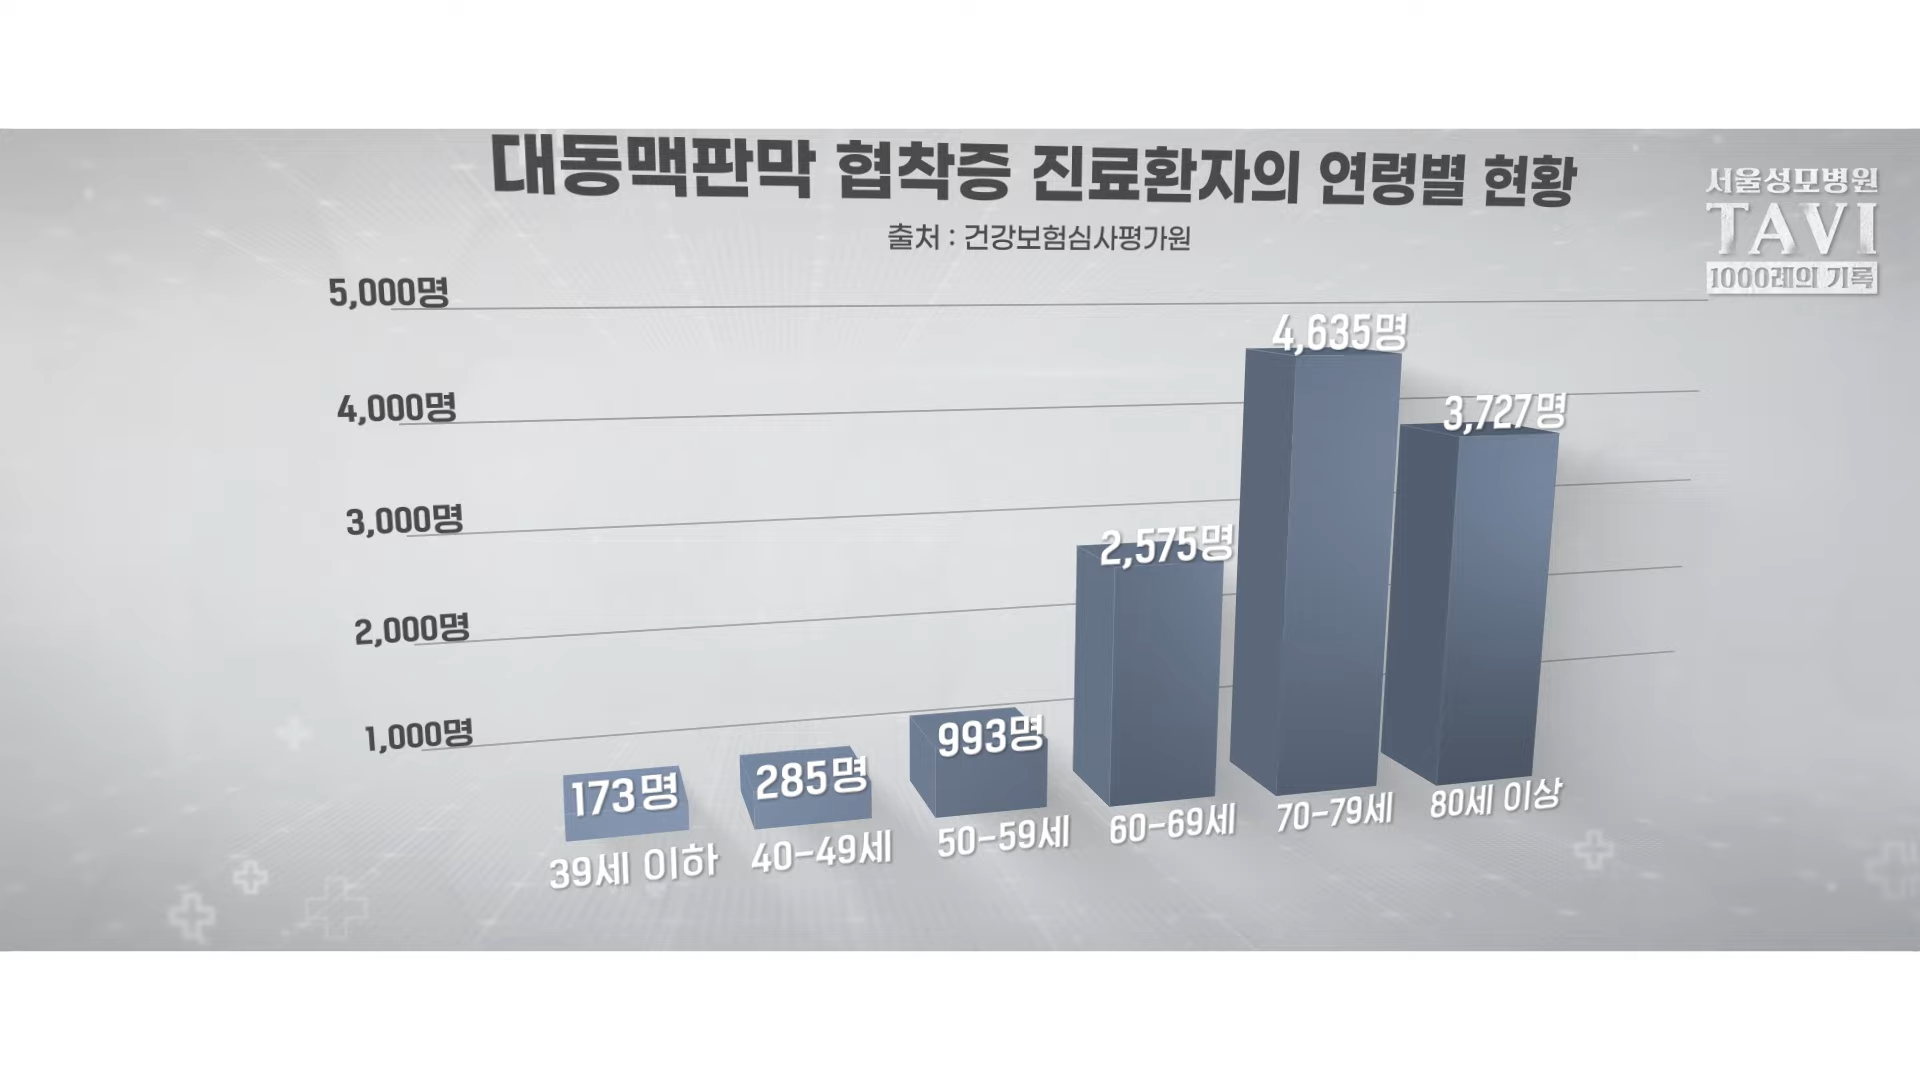 대동맥판막 협착증 진료환자의 연령별 현황
출처 : 건강보험심사평가원
서울성모병원
TAVI
1000례의 기록
5,000명
4,000명
3,000명
2,000명
1,000명
173명
285명
993명
2,575명
4,635명
3,727명
39세 이하
40-49세
50-59세
60-69세
70-79세
80세 이상